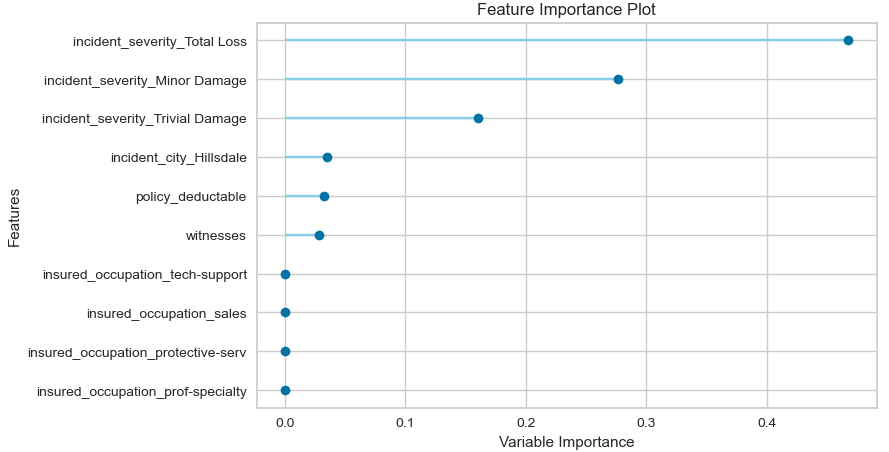 Feature Importance Plot
Features
incident_severity_Total Loss
incident_severity_Minor Damage
incident_severity_Trivial Damage
incident_city_Hillsdale
policy_deductable
witnesses
insured_occupation_tech-support
insured_occupation_sales
insured_occupation_protective-serv
insured_occupation_prof-specialty
0.0 0.1 0.2 0.3 0.4
Variable Importance